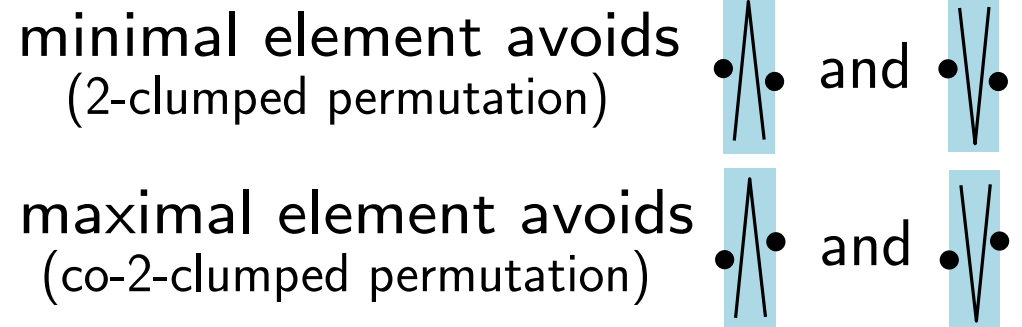 minimal element avoids and
(2-clumped permutation)
maximal element avoids and
(co-2-clumped permutation)